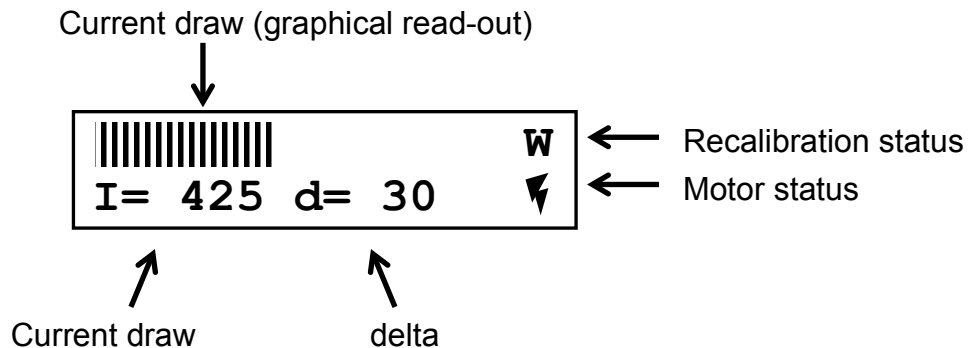 Current draw (graphical read-out)
W
Recalibration status
I= 425 d= 30
Motor status
Current draw
delta